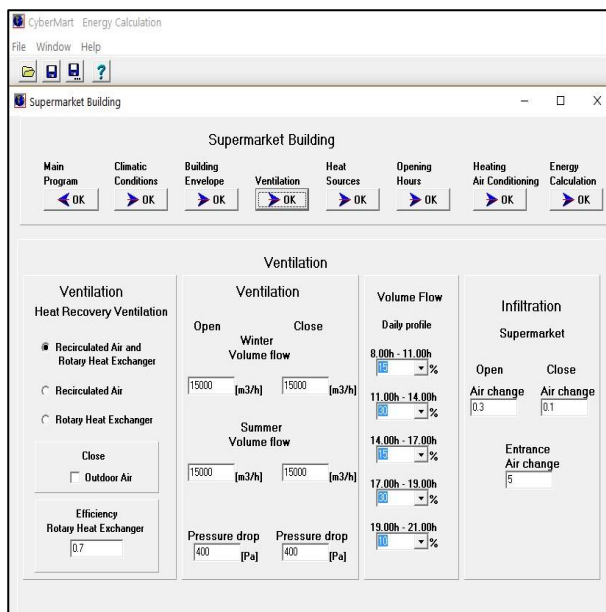 CyberMart Energy Calculation
File Window Help
?
Supermarket Building
Supermarket Building
Main Program
OK
Climatic Conditions
OK
Building Envelope
OK
Ventilation
OK
Heat Sources
OK
Opening Hours
OK
Heating Air Conditioning
OK
Energy Calculation
OK
Ventilation
Ventilation
Heat Recovery Ventilation
Recirculated Air and
Rotary Heat Exchanger
Recirculated Air
Rotary Heat Exchanger
Close
Outdoor Air
Efficiency
Rotary Heat Exchanger
0.7
Ventilation
Open Close
Winter
Volume flow
15000 [m3/h] 15000 [m3/h]
Summer
Volume flow
15000 [m3/h] 15000 [m3/h]
Pressure drop Pressure drop
400 [Pa] 400 [Pa]
Volume Flow
Daily profile
8.00h - 11.00h
15 %
11.00h - 14.00h
30 %
14.00h - 17.00h
15 %
17.00h - 19.00h
30 %
19.00h - 21.00h
10 %
Infiltration
Supermarket
Open Close
Air change Air change
0.3 0.1
Entrance
Air change
5